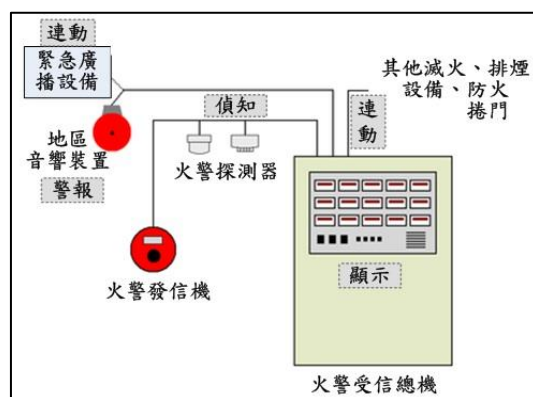 連動
緊急廣
播設備
地區
音響裝置
警報
偵知
火警探測器
火警發信機
其他滅火、排煙
設備、防火
捲門
連動
顯示
火警受信總機